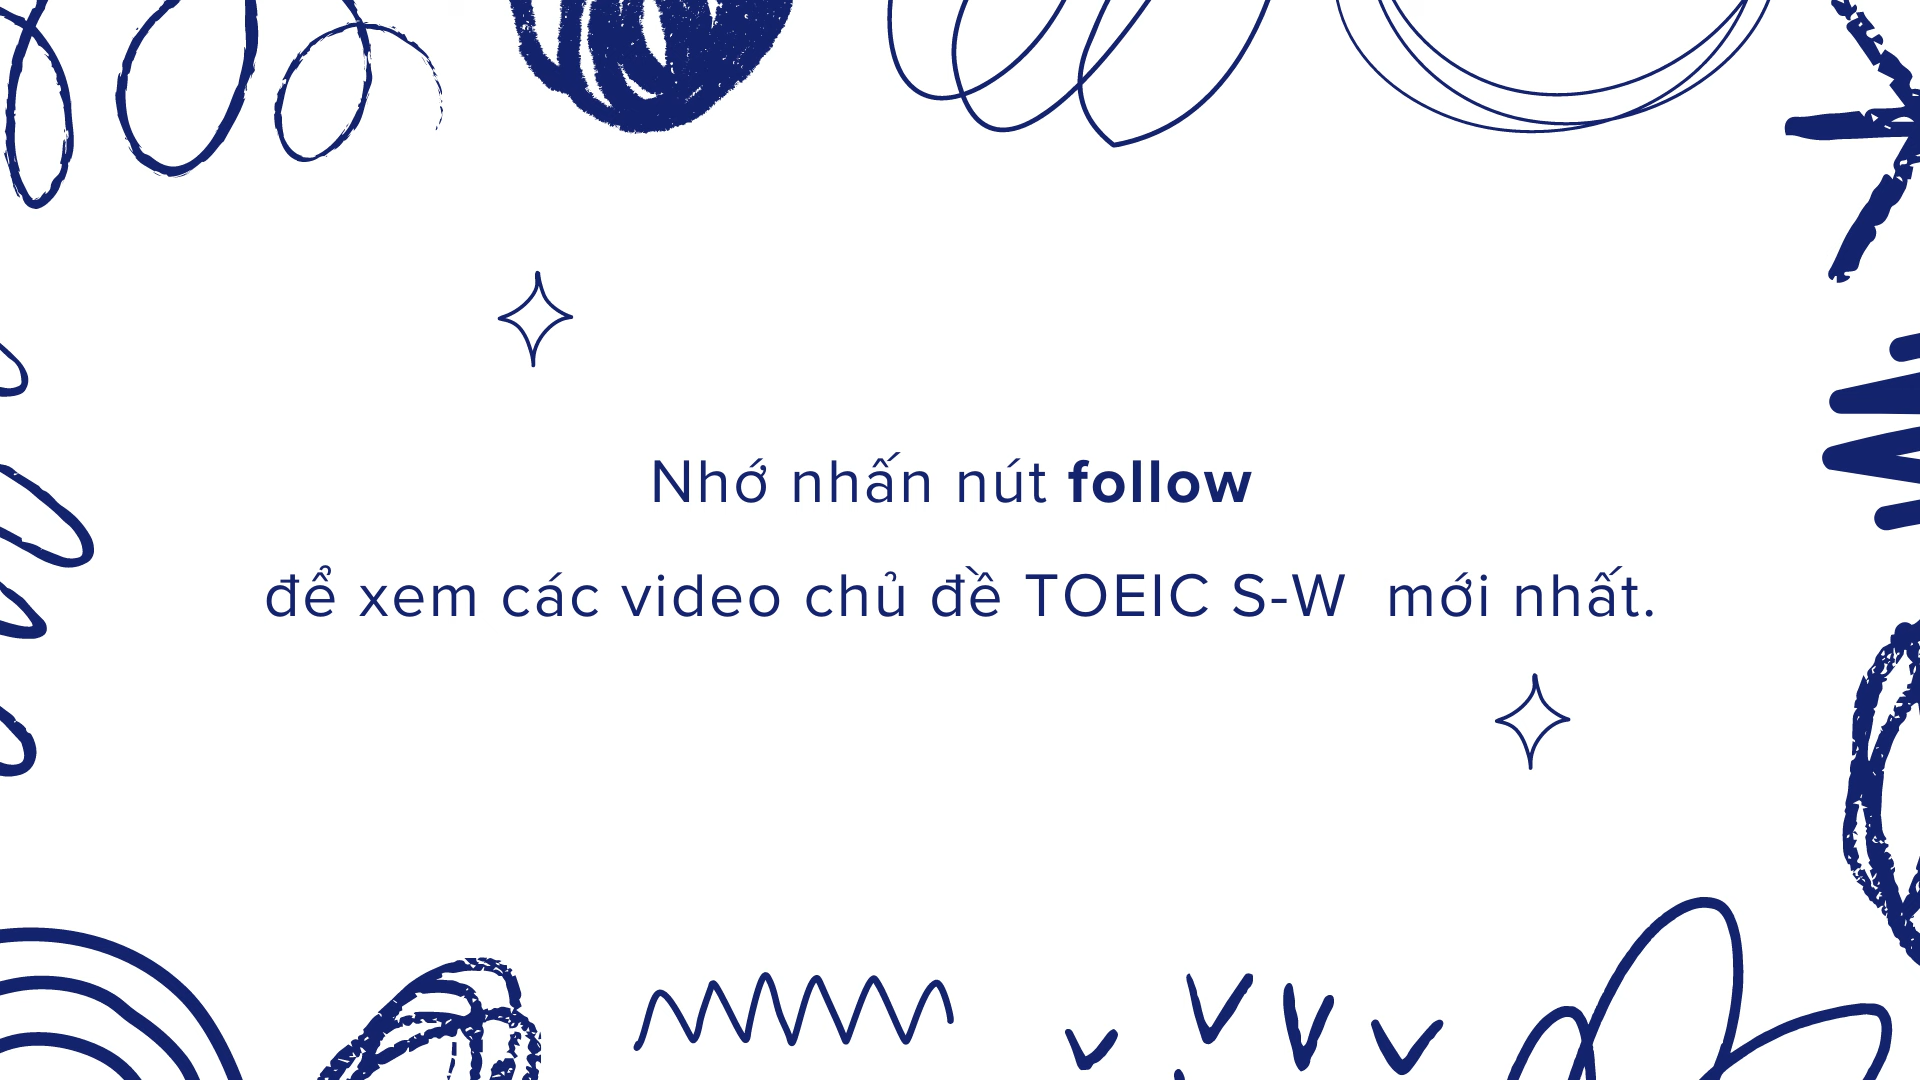 Nhớ nhấn nút follow
để xem các video chủ đề TOEIC S-W  mới nhất.